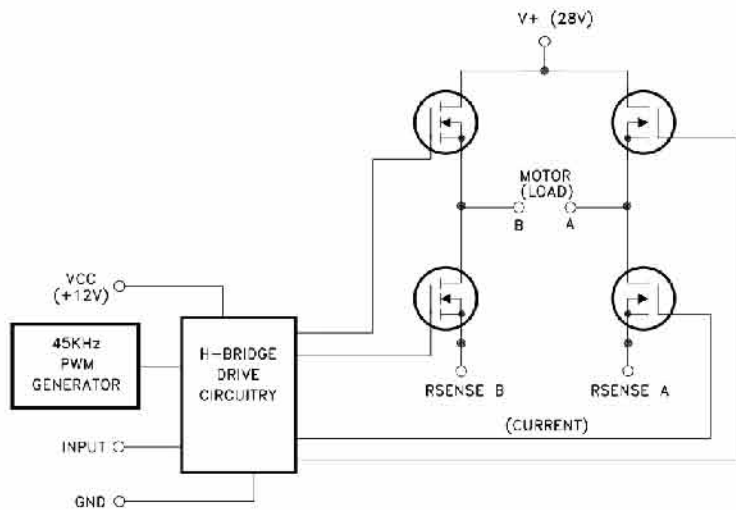 V+ (28V)
MOTOR
(LOAD)
B
A
VCC
(+12V)
45KHz
PWM
GENERATOR
H-BRIDGE
DRIVE
CIRCUITRY
RSENSE B
RSENSE A
(CURRENT)
INPUT
GND